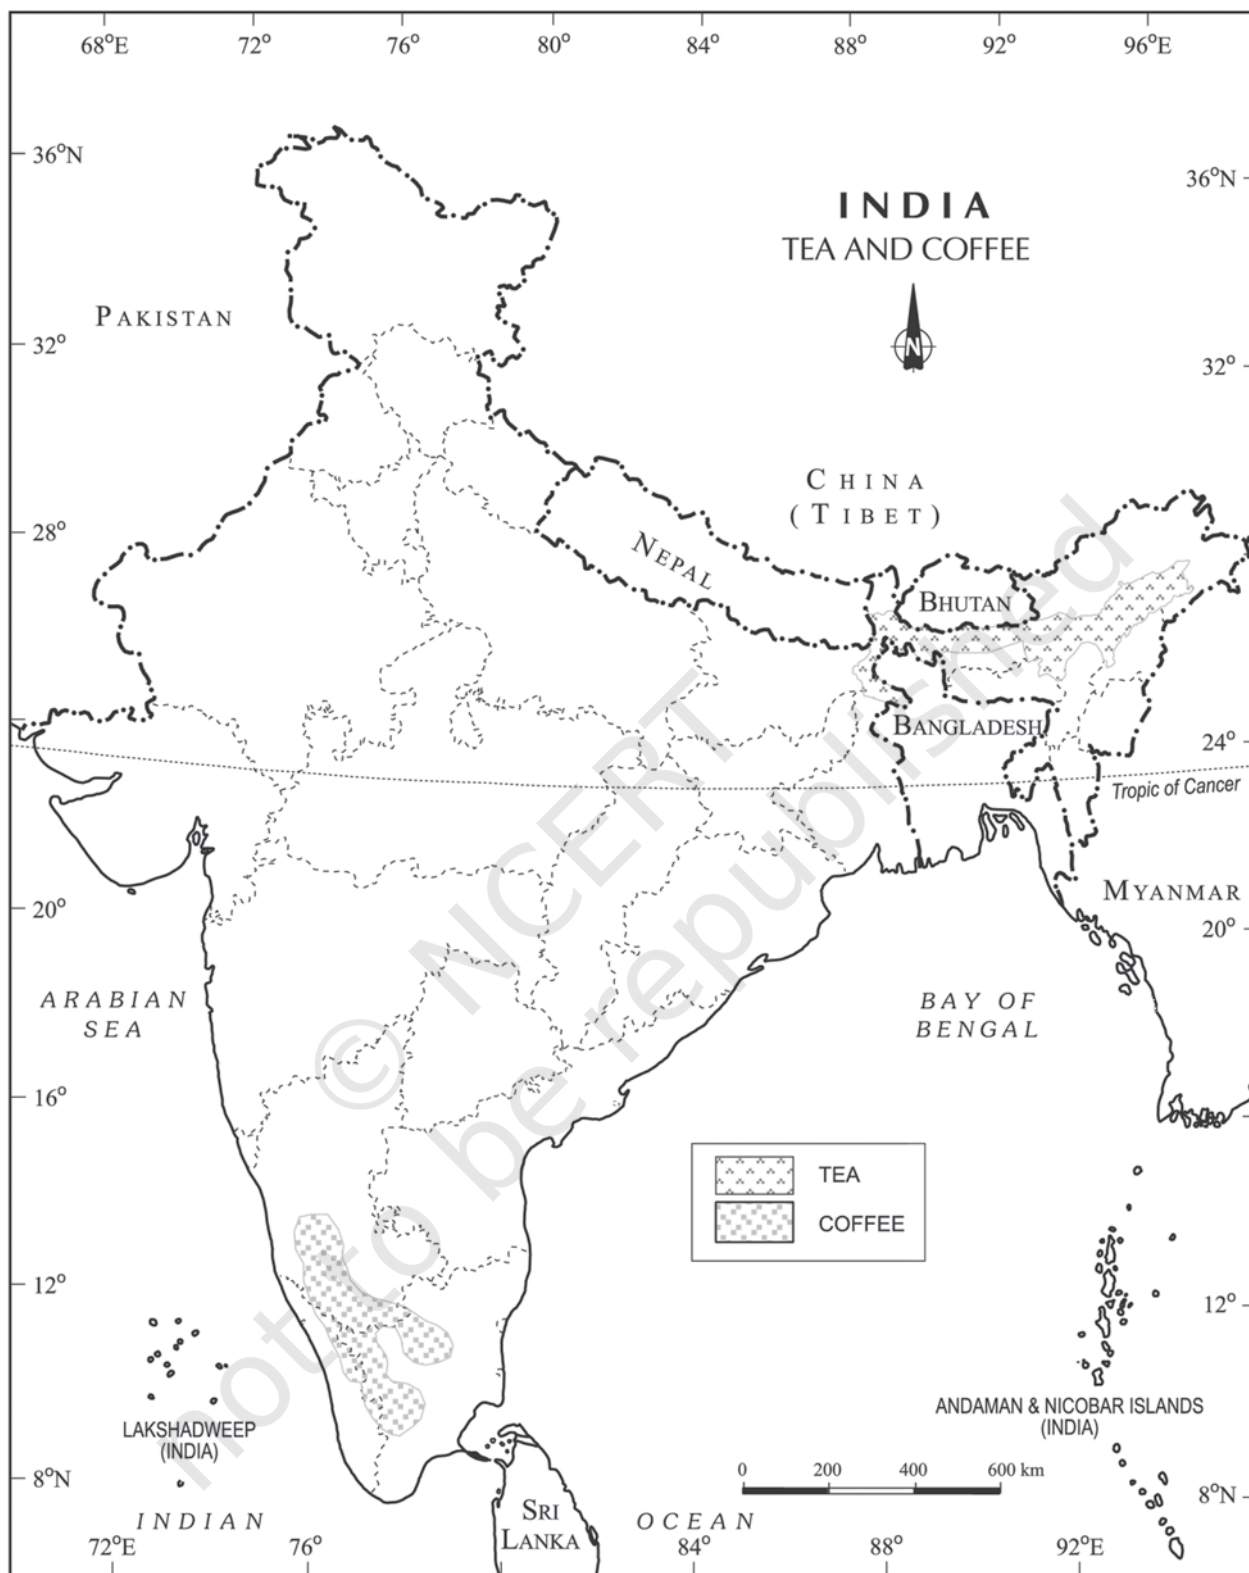 68°E 72° 76° 80° 84° 88° 92° 96°E
36°N
36°N
INDIA
TEA AND COFFEE
N
PAKISTAN
32°
32°
CHINA
(TIBET)
28°
NEPAL
BHUTAN
BANGLADESH
24°
Tropic of Cancer
MYANMAR
20°
20°
ARABIAN
SEA
BAY OF
BENGAL
16°
TEA
COFFEE
12°
12°
LAKSHADWEEP
(INDIA)
ANDAMAN & NICOBAR ISLANDS
(INDIA)
8°N
0 200 400 600 km
8°N
SRI
LANKA
INDIAN OCEAN
72°E 76° 84° 88° 92°E
© NCERT
not to be republished